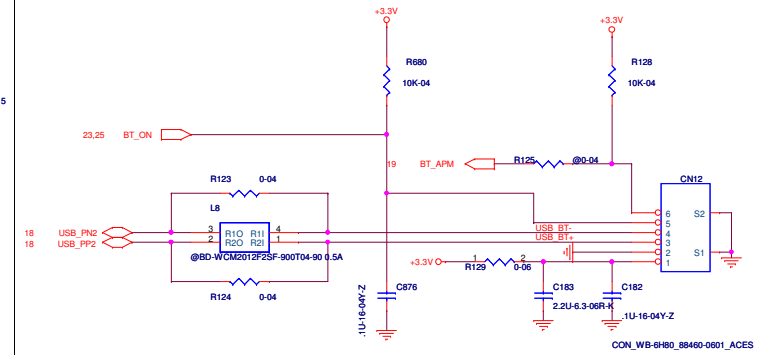 +3.3V
+3.3V
R680
R128
10K-04
10K-04
5
23,25
BT_ON
19
BT_APM
R125
@0-04
R123
0-04
CN12
L8
18
USB_PN2
18
USB_PP2
3
R1O
R1I
4
2
R2O
R2I
1
@BD-WCM2012F2SF-900T04-90 0.5A
USB_BT-
USB_BT+
6
5
4
3
2
1
S2
S1
+3.3V
1
2
R129
0-06
R124
0-04
C876
.1U-16-04Y-Z
C183
2.2U-6.3-06R-K
C182
.1U-16-04Y-Z
CON_WB-6H80_88460-0601_ACES